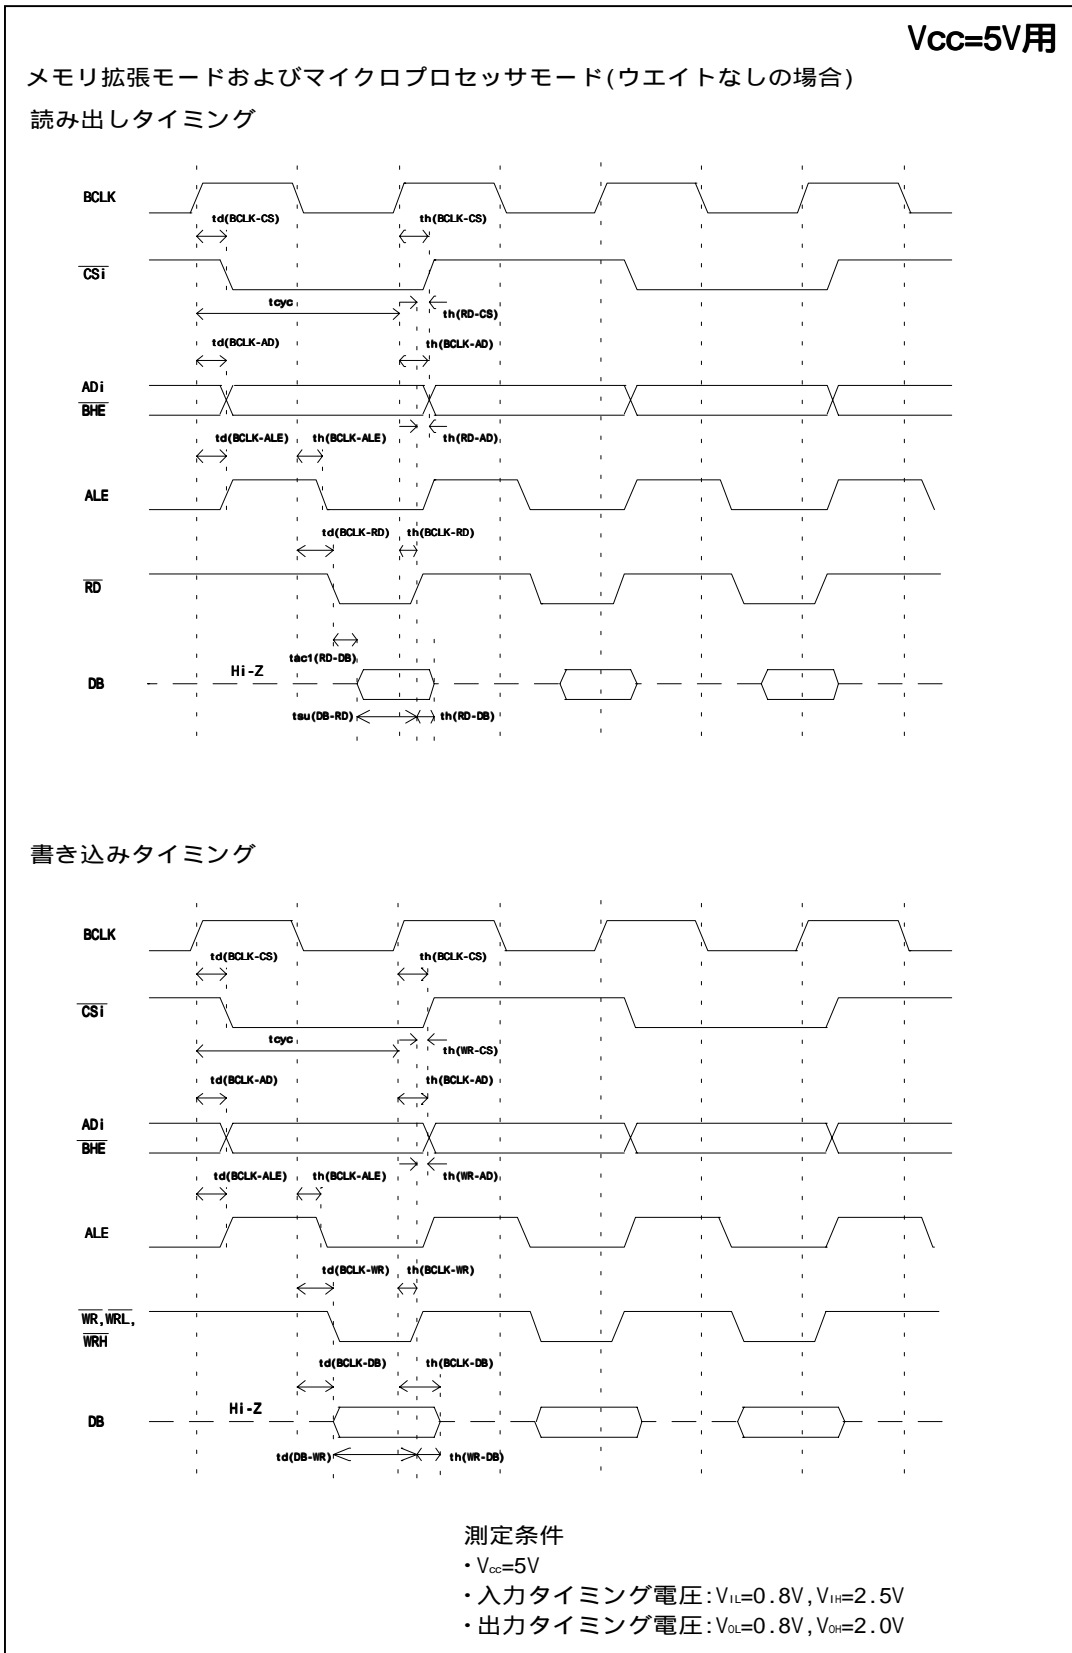 Vcc=5V用
メモリ拡張モードおよびマイクロプロセッサモード(ウエイトなしの場合)
読み出しタイミング
BCLK
td(BCLK-CS)
th(BCLK-CS)
CSi
tcyc
th(RD-CS)
td(BCLK-AD)
th(BCLK-AD)
ADi
BHE
td(BCLK-ALE)
th(BCLK-ALE)
th(RD-AD)
ALE
td(BCLK-RD)
th(BCLK-RD)
RD
tac1(RD-DB)
Hi-Z
DB
tsu(DB-RD)
th(RD-DB)
書き込みタイミング
BCLK
td(BCLK-CS)
th(BCLK-CS)
CSi
tcyc
th(WR-CS)
td(BCLK-AD)
th(BCLK-AD)
ADi
BHE
td(BCLK-ALE)
th(BCLK-ALE)
th(WR-AD)
ALE
td(BCLK-WR)
th(BCLK-WR)
WR,WRL,
WRH
td(BCLK-DB)
th(BCLK-DB)
Hi-Z
DB
td(DB-WR)
th(WR-DB)
測定条件
・Vcc=5V
・入力タイミング電圧:VIL=0.8V,VIH=2.5V
・出力タイミング電圧:VOL=0.8V,VOH=2.0V